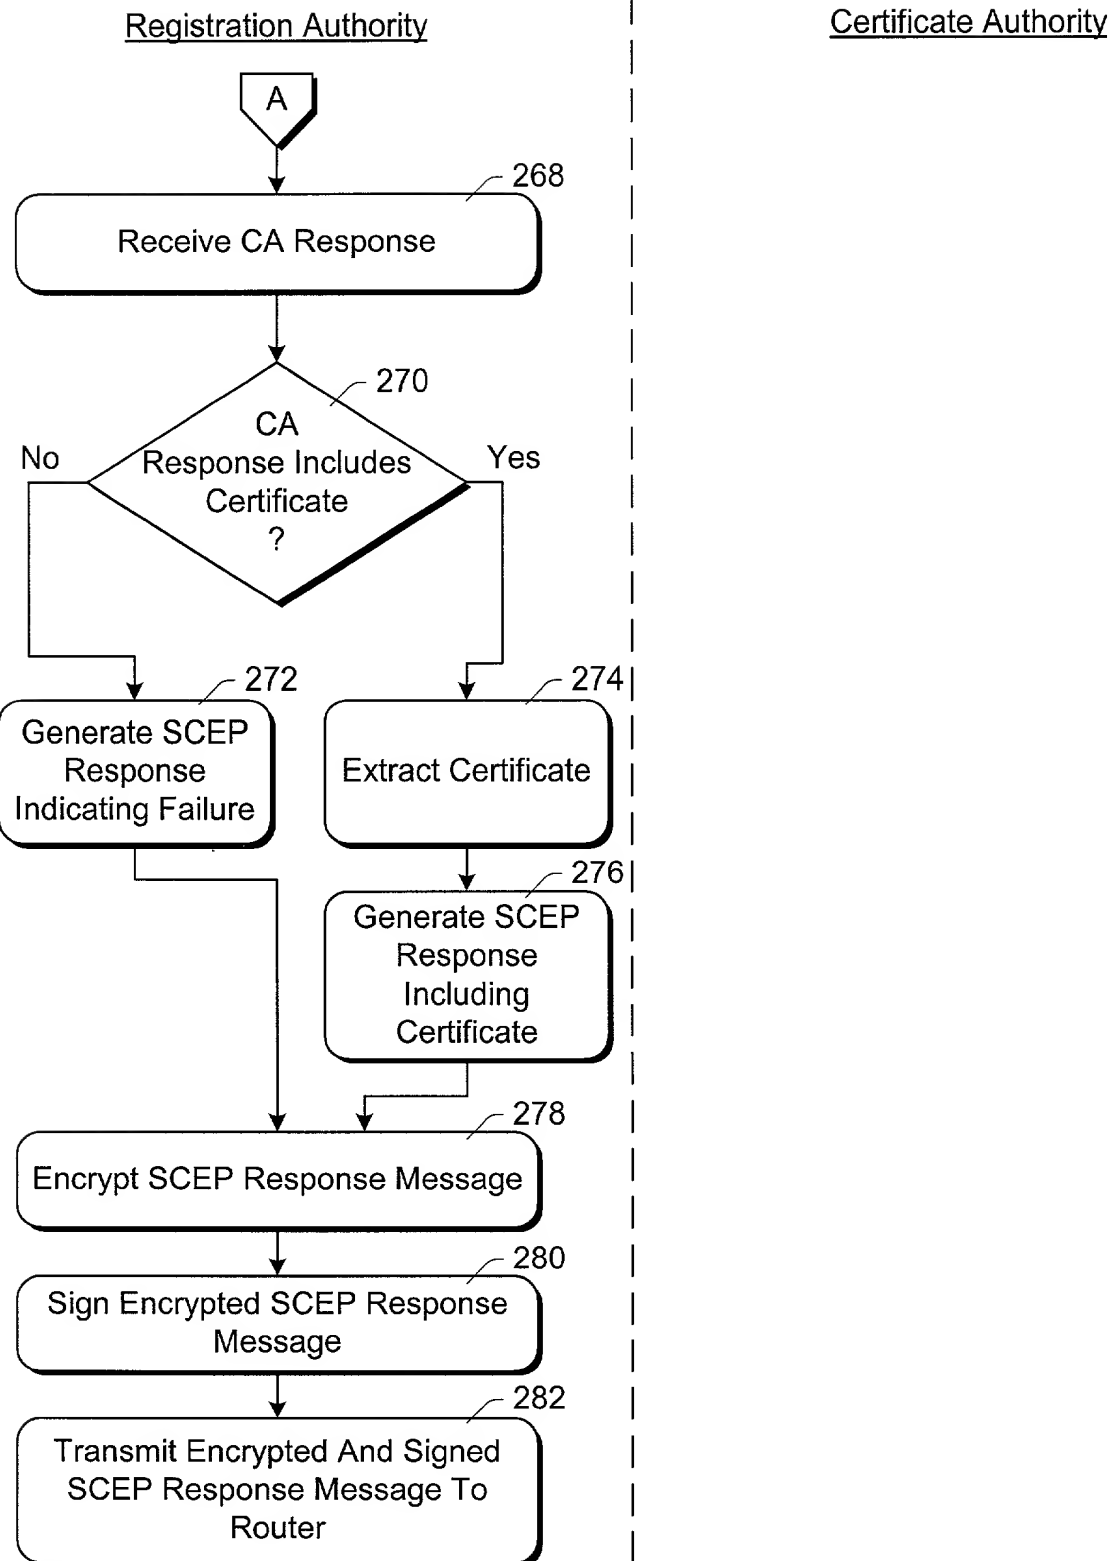 Registration Authority
Certificate Authority
A
268
Receive CA Response
270
CA
Response Includes
Certificate
?
No
Yes
272
Generate SCEP
Response
Indicating Failure
274
Extract Certificate
276
Generate SCEP
Response
Including
Certificate
278
Encrypt SCEP Response Message
280
Sign Encrypted SCEP Response
Message
282
Transmit Encrypted And Signed
SCEP Response Message To
Router